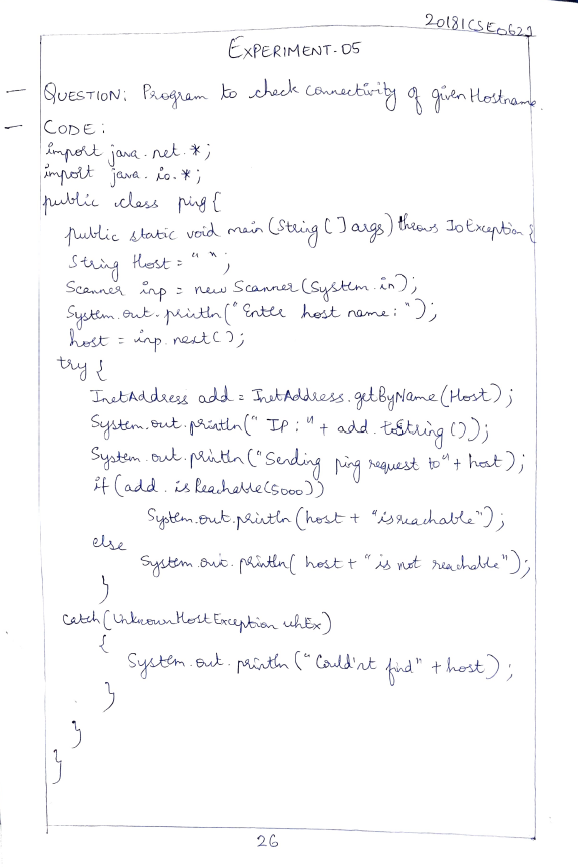 20181CSE0621
EXPERIMENT-05
— QUESTION: Program to check connectivity of given Hostname.
— CODE:
import java.net.*;
import java.io.*;
public class ping{
public static void main (String [] args) throws IoException {
String Host = " ";
Scanner inp = new Scanner (System.in);
System.out.println("Enter host name: ");
host = inp.next();
try {
InetAddress add = InetAddress.getByName(Host);
System.out.println(" IP: " + add.toString ());
System.out.println("Sending ping request to" + host);
if (add.isReachable(5000))
System.out.println (host + "is reachable");
else
System.out.println( host + "is not reachable");
}
catch (UnknownHostException uhEx)
{
System.out.println ("Could'nt find" + host);
}
}
}
26